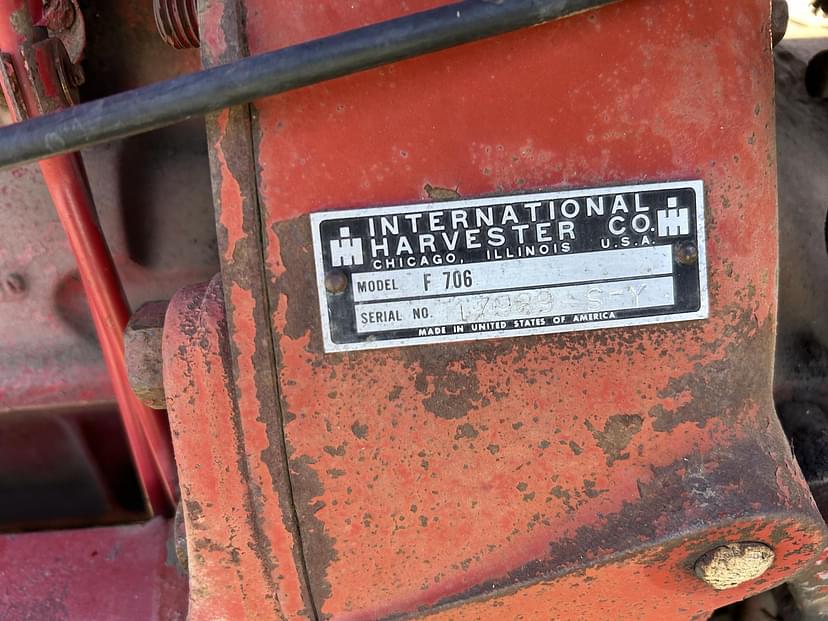 INTERNATIONAL
HARVESTER CO.
CHICAGO, ILLINOIS U.S.A.
MODEL F 706
SERIAL NO. S-Y
MADE IN UNITED STATES OF AMERICA